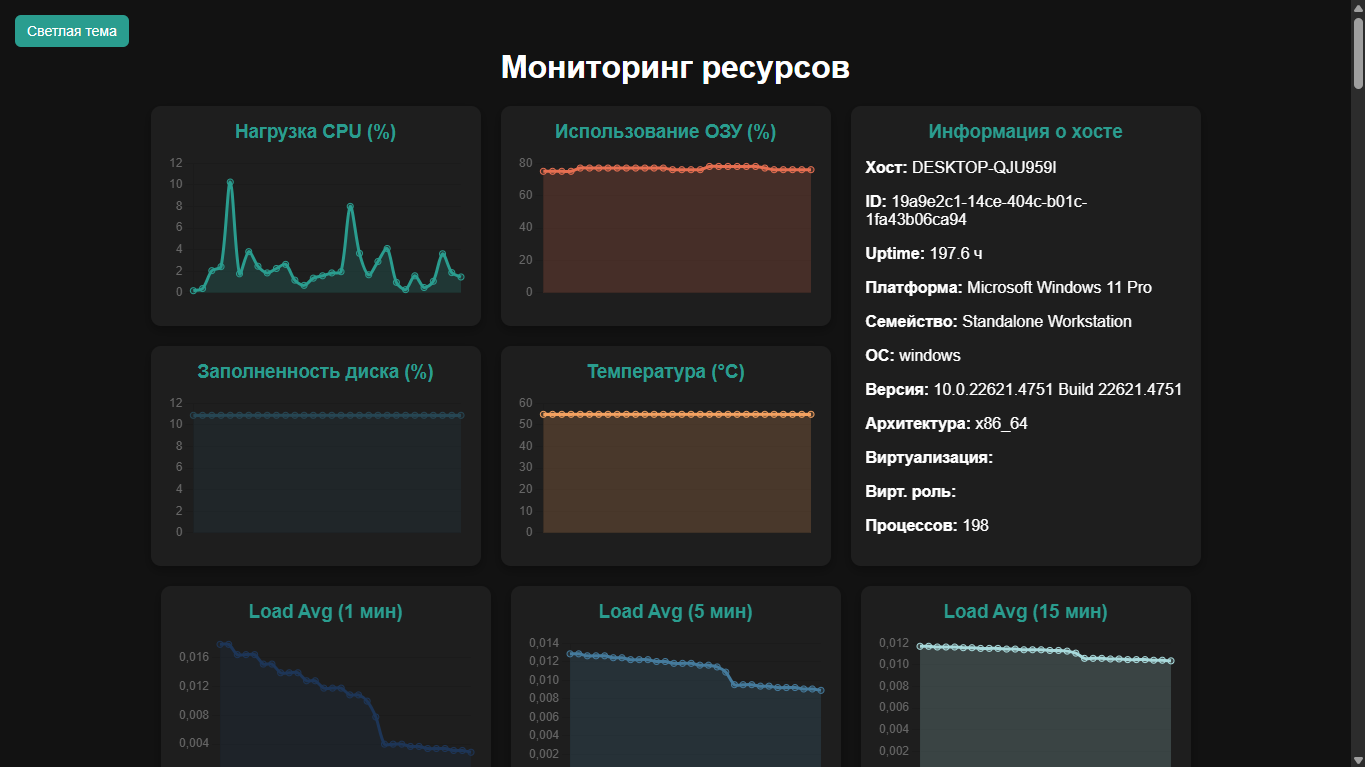 Светлая тема
Мониторинг ресурсов
Нагрузка CPU (%)
12
10
8
6
4
2
0
Использование ОЗУ (%)
80
60
40
20
0
Информация о хосте
Хост: DESKTOP-QJU959I
ID: 19a9e2c1-14ce-404c-b01c-
1fa43b06ca94
Uptime: 197.6 ч
Платформа: Microsoft Windows 11 Pro
Семейство: Standalone Workstation
ОС: windows
Версия: 10.0.22621.4751 Build 22621.4751
Архитектура: x86_64
Виртуализация:
Вирт. роль:
Процессов: 198
Заполненность диска (%)
12
10
8
6
4
2
0
Температура (°C)
60
50
40
30
20
10
0
Load Avg (1 мин)
0,016
0,012
0,008
0,004
Load Avg (5 мин)
0,014
0,012
0,010
0,008
0,006
0,004
0,002
Load Avg (15 мин)
0,012
0,010
0,008
0,006
0,004
0,002